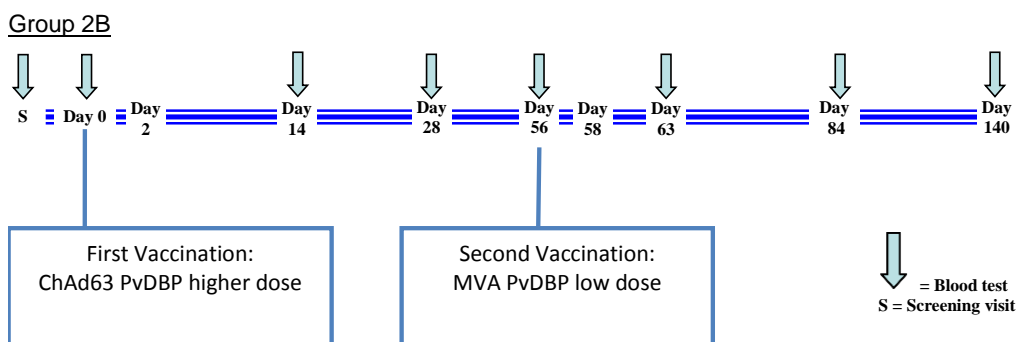 Group 2B
S
Day 0
Day
2
Day
14
Day
28
Day
56
Day
58
Day
63
Day
84
Day
140
First Vaccination:
ChAd63 PvDBP higher dose
Second Vaccination:
MVA PvDBP low dose
= Blood test
S = Screening visit